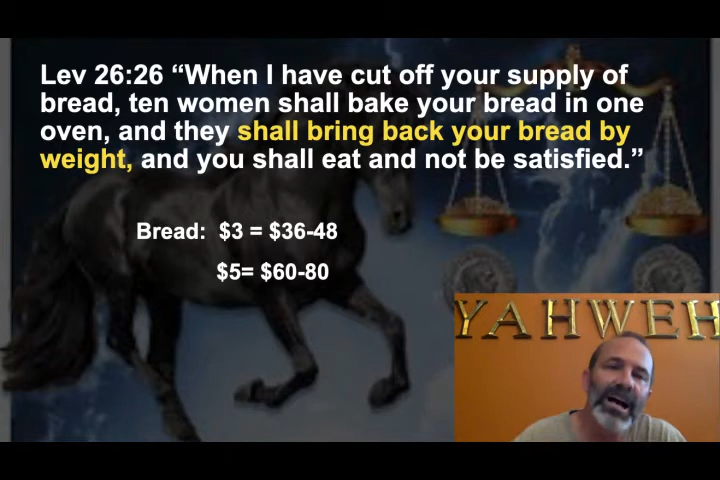 Lev 26:26 “When I have cut off your supply of
bread, ten women shall bake your bread in one
oven, and they shall bring back your bread by
weight, and you shall eat and not be satisfied.”
Bread: $3 = $36-48
$5= $60-80
YAHWEH